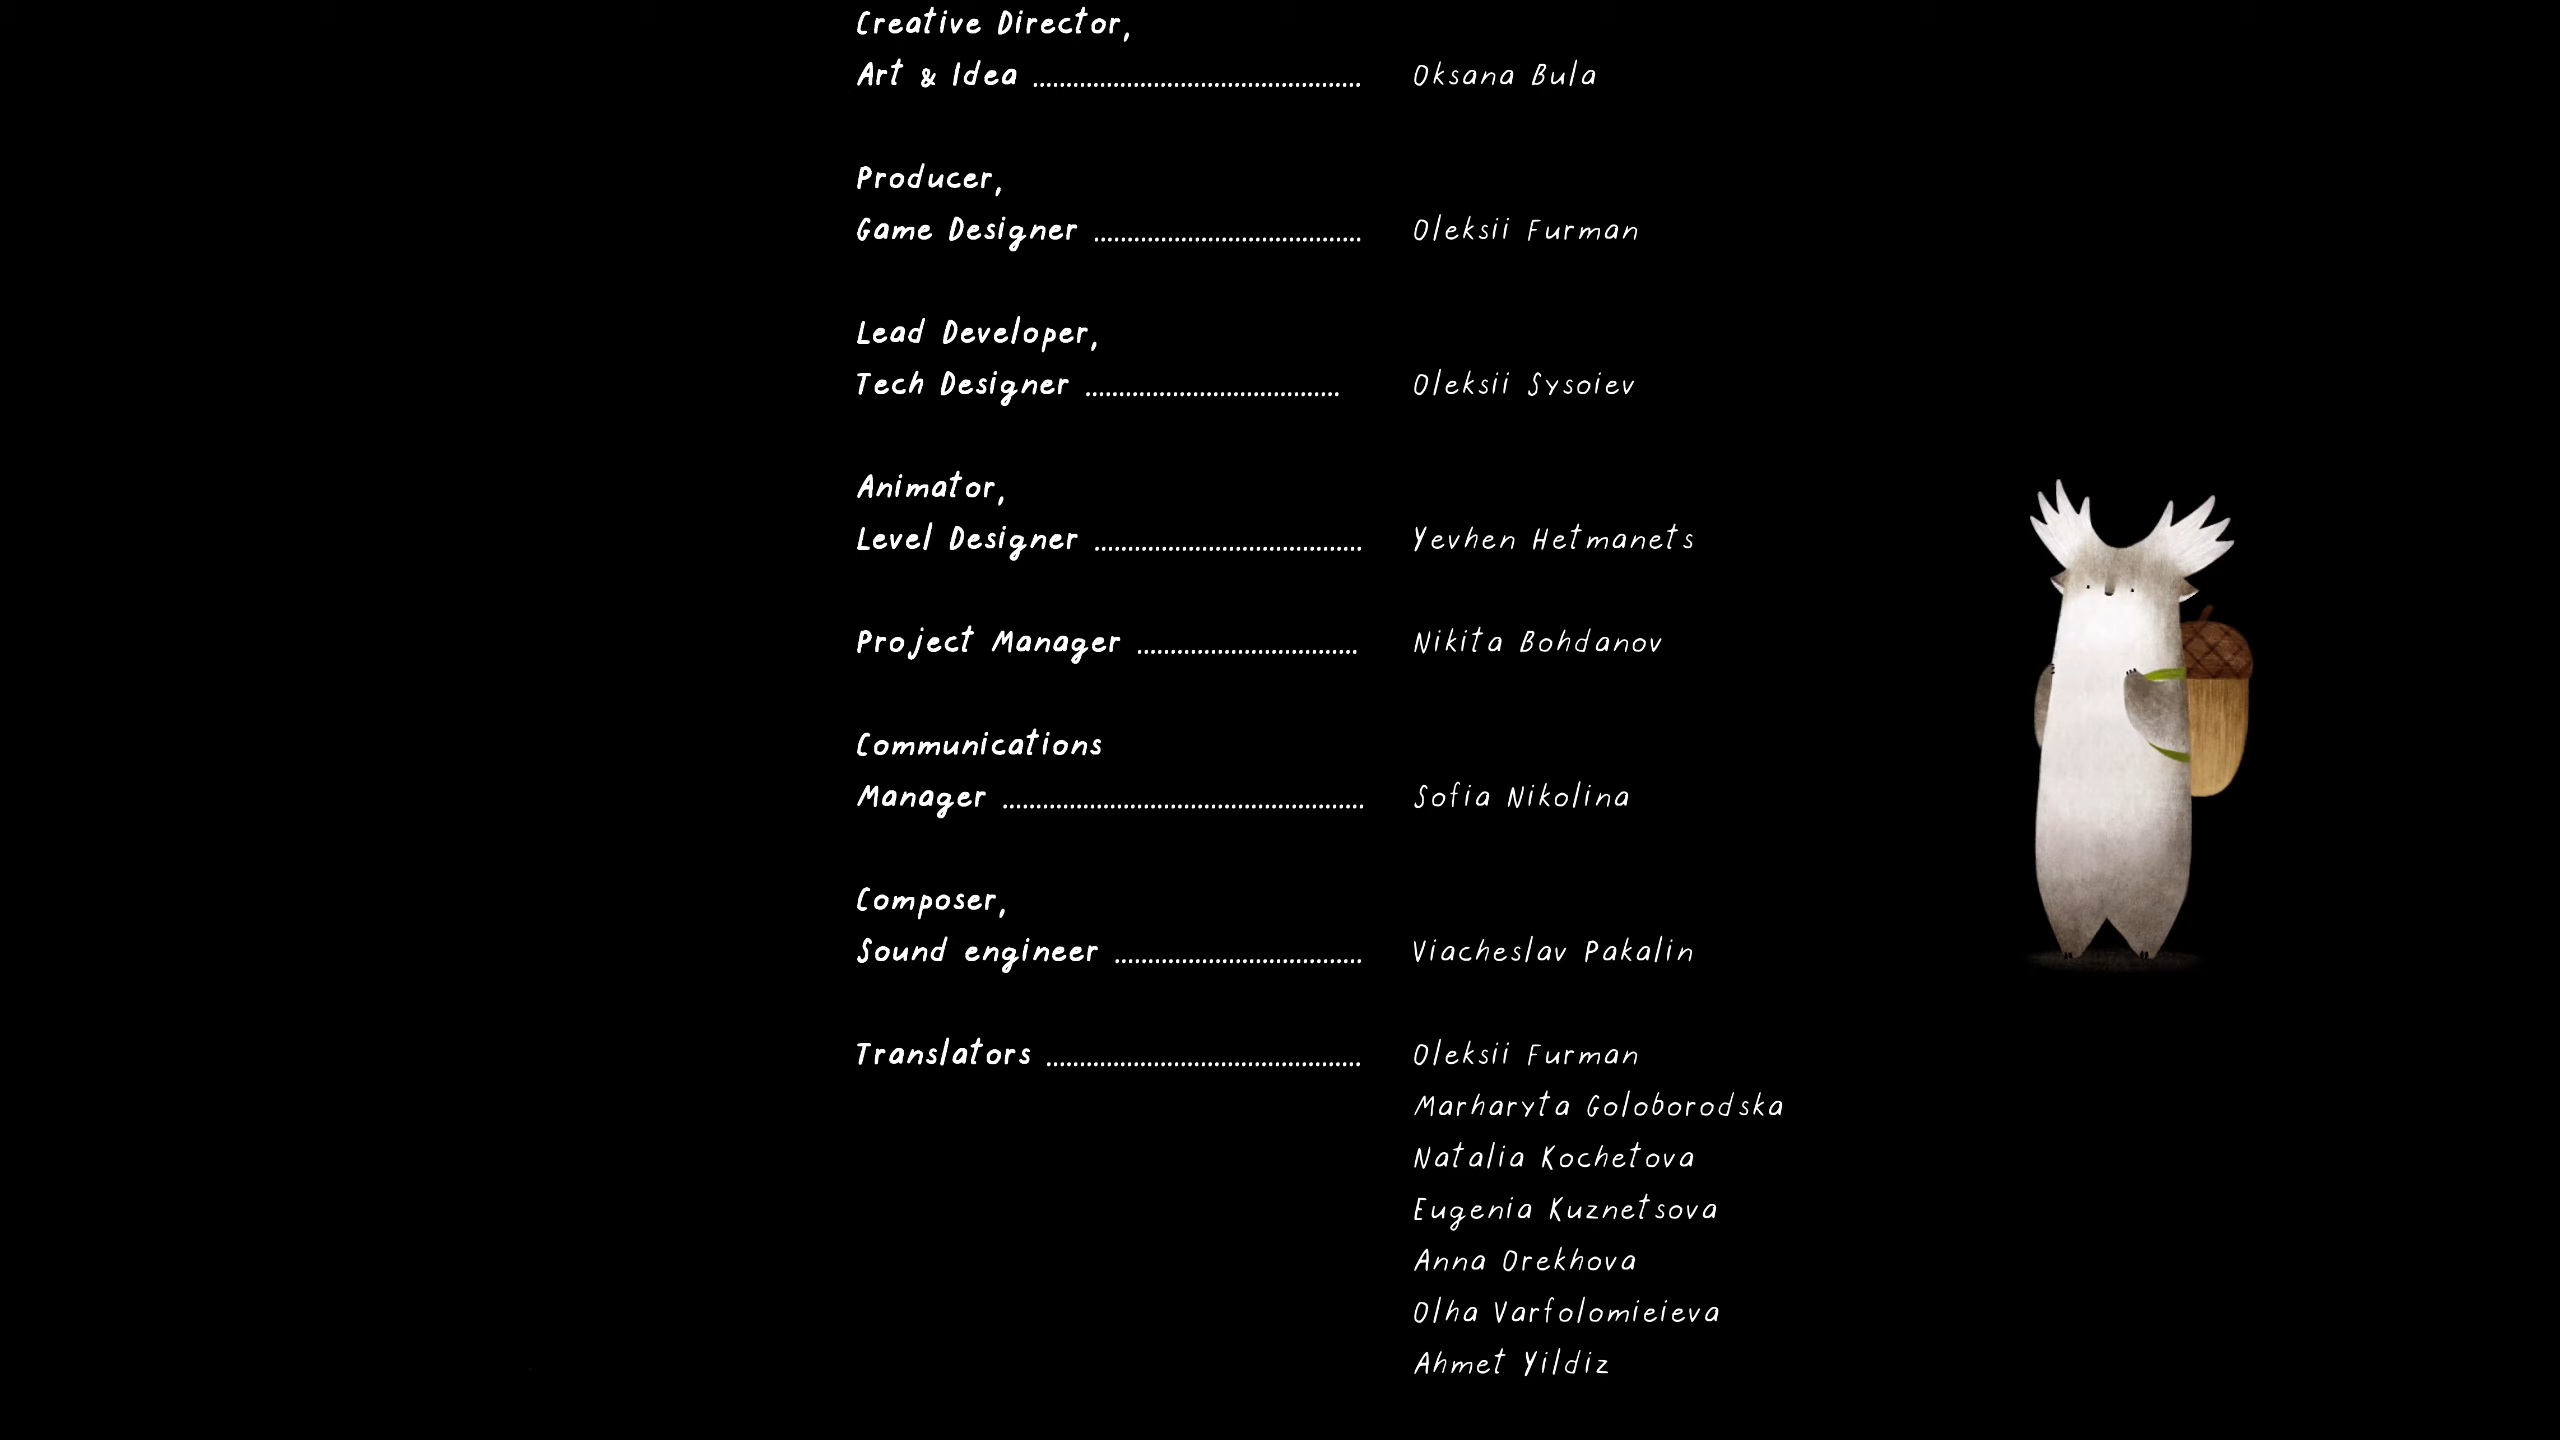 Creative Director,
Art & Idea ........................................ Oksana Bula
Producer,
Game Designer ........................................ Oleksii Furman
Lead Developer,
Tech Designer ........................................ Oleksii Sysoiev
Animator,
Level Designer ........................................ Yevhen Hetmanets
Project Manager ........................................ Nikita Bohdanov
Communications
Manager ........................................ Sofia Nikolina
Composer,
Sound engineer ........................................ Viacheslav Pakalin
Translators ........................................ Oleksii Furman
Marharyta Goloborodska
Natalia Kochetova
Eugenia Kuznetsova
Anna Orekhova
Olha Varfolomieieva
Ahmet Yildiz